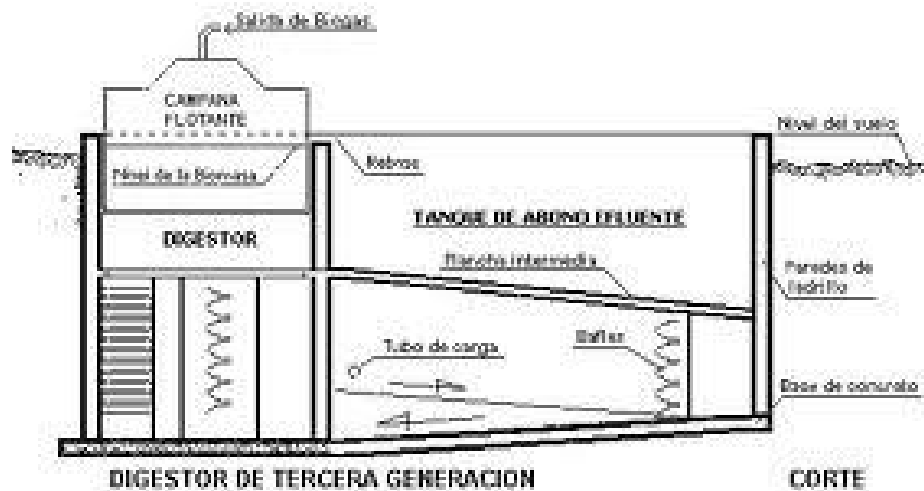 Salida de Biogas
CAMPANA
FLOTANTE
Nivel del suelo
Rebose
Nivel de la Biomasa
TANQUE DE ABONO EFLUENTE
DIGESTOR
Plancha intermedia
Paredes de
ladrillo
Tubo de carga
Bafles
Base de concreto
DIGESTOR DE TERCERA GENERACION
CORTE